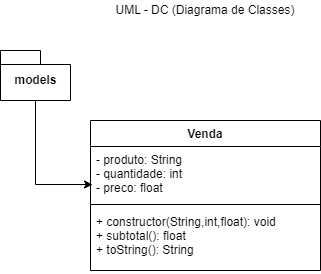 UML - DC (Diagrama de Classes)
models
Venda
- produto: String
- quantidade: int
- preco: float
+ constructor(String,int,float): void
+ subtotal(): float
+ toString(): String